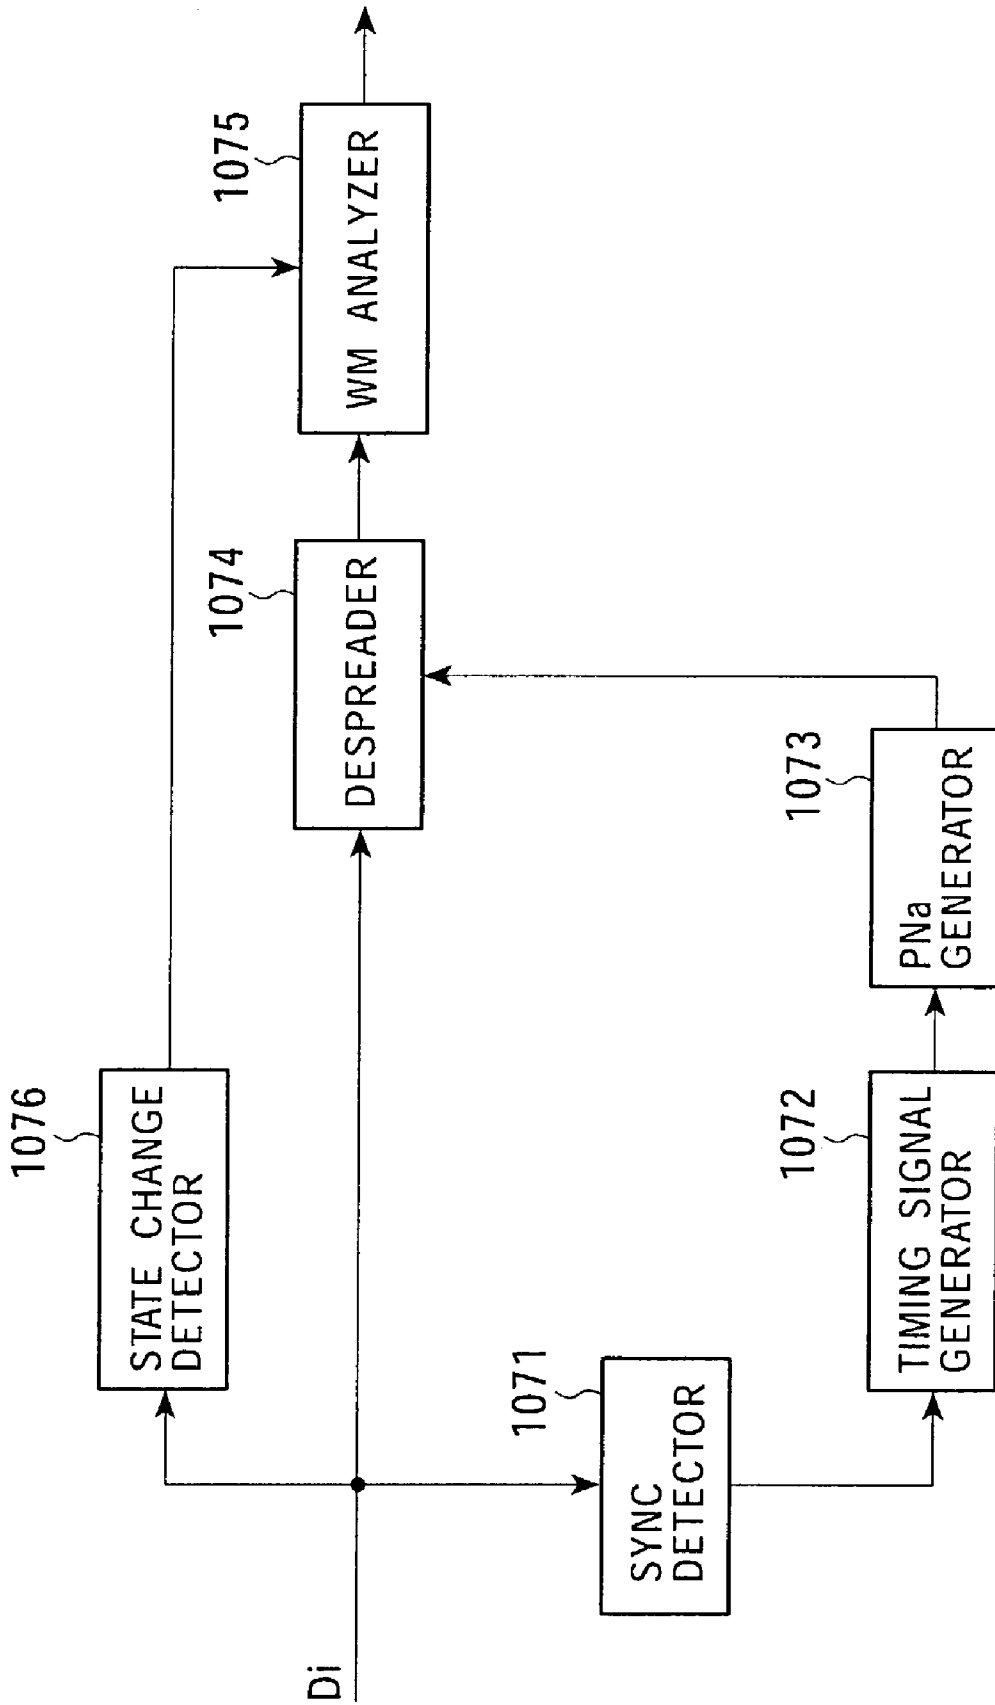 Di
1076
STATE CHANGE
DETECTOR
1071
SYNC
DETECTOR
1072
TIMING SIGNAL
GENERATOR
1073
PNa
GENERATOR
1074
DESPREADER
1075
WM ANALYZER